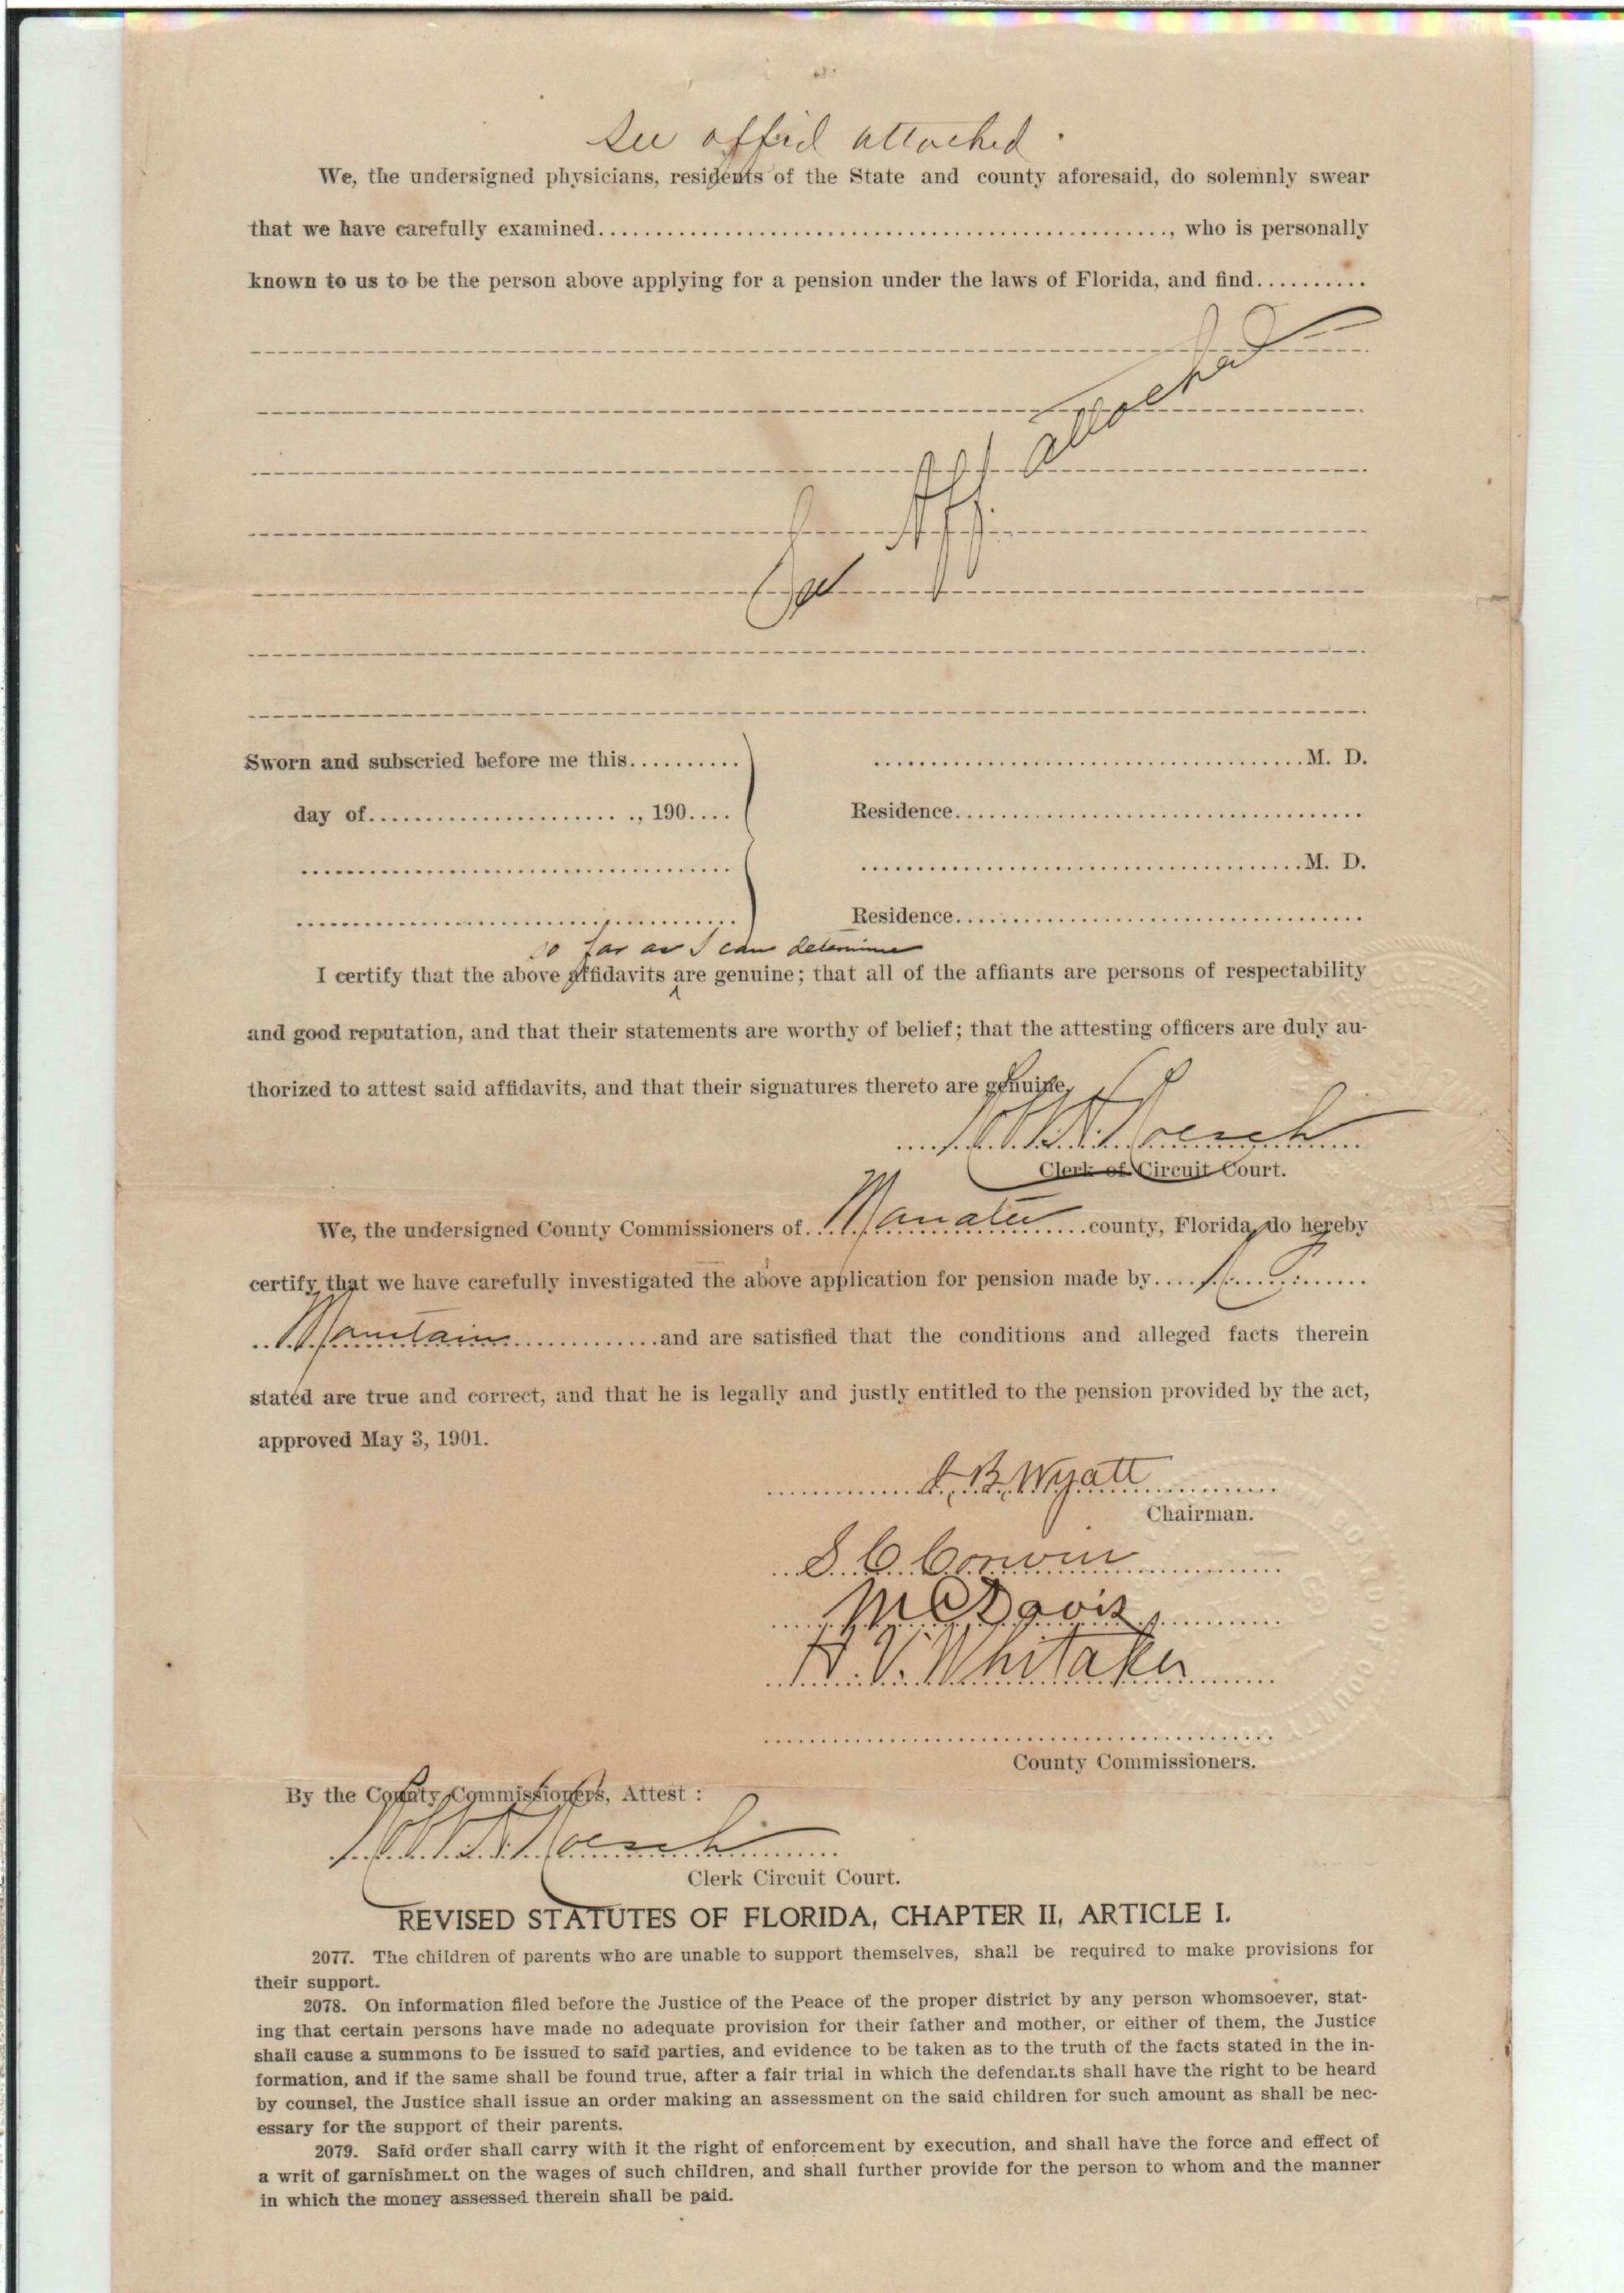 See affid attached.
We, the undersigned physicians, residents of the State and county aforesaid, do solemnly swear
that we have carefully examined............................................................, who is personally
known to us to be the person above applying for a pension under the laws of Florida, and find..........
attached
Aff
Sworn and subscried before me this.......... ..............................................M. D.
day of........................., 190.... Residence............................................
..............................................M. D.
Residence............................................
so far as I can determine
I certify that the above affidavits are genuine; that all of the affiants are persons of respectability
and good reputation, and that their statements are worthy of belief; that the attesting officers are duly au-
thorized to attest said affidavits, and that their signatures thereto are genuine.
Roesch
Clerk of Circuit Court.
We, the undersigned County Commissioners of Manatee county, Florida, do hereby
certify that we have carefully investigated the above application for pension made by
and are satisfied that the conditions and alleged facts therein
stated are true and correct, and that he is legally and justly entitled to the pension provided by the act,
approved May 3, 1901.
B. Wyatt
Chairman.
S C Corwin
M C Davis
H. V. Whitaker
County Commissioners.
By the County Commissioners, Attest :
Roesch
Clerk Circuit Court.
REVISED STATUTES OF FLORIDA, CHAPTER II, ARTICLE I.
2077. The children of parents who are unable to support themselves, shall be required to make provisions for
their support.
2078. On information filed before the Justice of the Peace of the proper district by any person whomsoever, stat-
ing that certain persons have made no adequate provision for their father and mother, or either of them, the Justice
shall cause a summons to be issued to said parties, and evidence to be taken as to the truth of the facts stated in the in-
formation, and if the same shall be found true, after a fair trial in which the defendants shall have the right to be heard
by counsel, the Justice shall issue an order making an assessment on the said children for such amount as shall be nec-
essary for the support of their parents.
2079. Said order shall carry with it the right of enforcement by execution, and shall have the force and effect of
a writ of garnishment on the wages of such children, and shall further provide for the person to whom and the manner
in which the money assessed therein shall be paid.